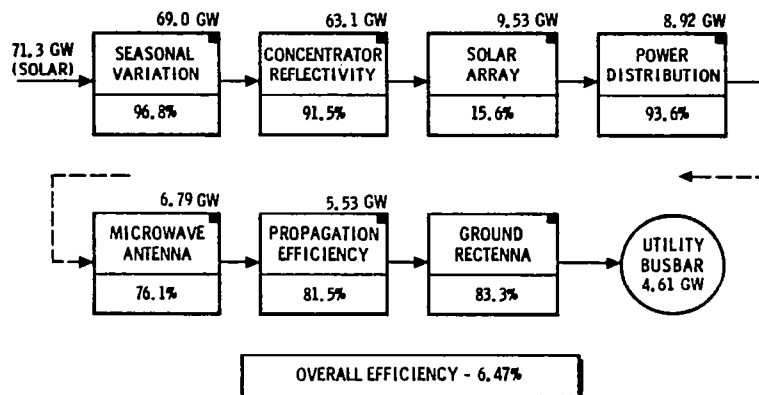 69.0 GW
63.1 GW
9.53 GW
8.92 GW
71.3 GW
(SOLAR)
SEASONAL
VARIATION
96.8%
CONCENTRATOR
REFLECTIVITY
91.5%
SOLAR
ARRAY
15.6%
POWER
DISTRIBUTION
93.6%
6.79 GW
5.53 GW
MICROWAVE
ANTENNA
76.1%
PROPAGATION
EFFICIENCY
81.5%
GROUND
RECTENNA
83.3%
UTILITY
BUSBAR
4.61 GW
OVERALL EFFICIENCY - 6.47%